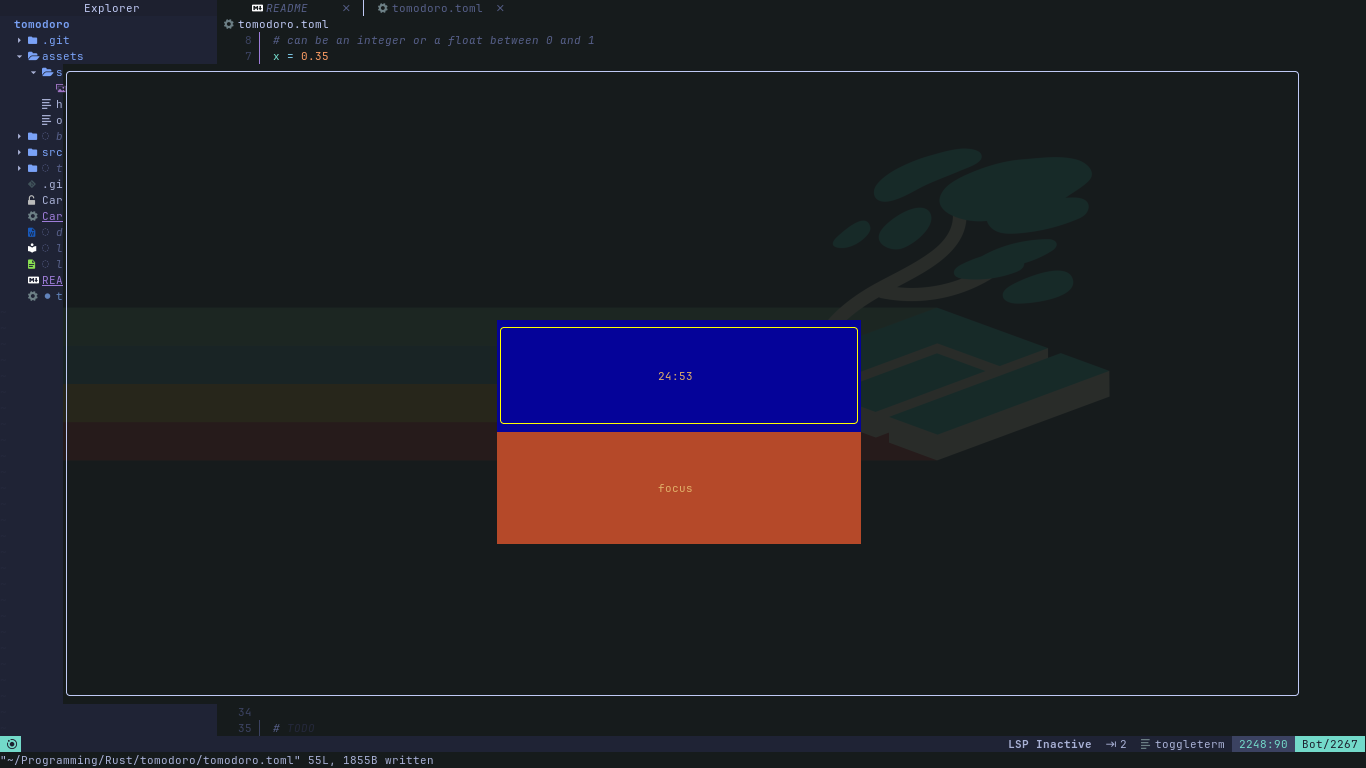 Explorer
README
tomodoro.toml
tomodoro
tomodoro.toml
.git
8 # can be an integer or a float between 0 and 1
assets
7 x = 0.35
s
h
o
b
src
t
.gi
Car
Car
d
l
l
REA
t
24:53
focus
34
35 # TODO
LSP Inactive 2 toggleterm 2248:90 Bot/2267
"~/Programming/Rust/tomodoro/tomodoro.toml" 55L, 1855B written